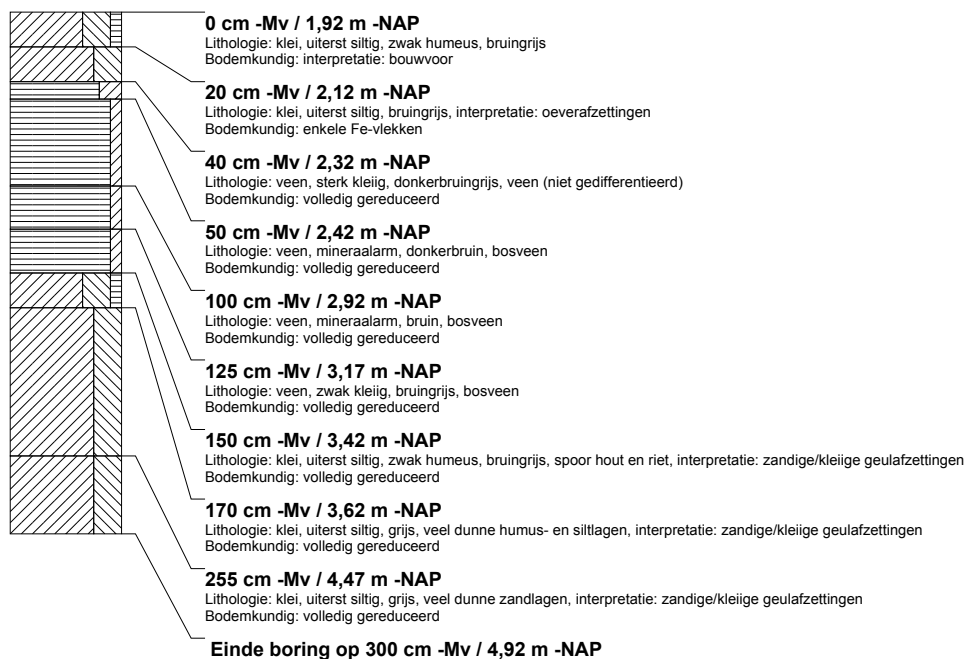 0 cm -Mv / 1,92 m -NAP
Lithologie: klei, uiterst siltig, zwak humeus, bruingrijs
Bodemkundig: interpretatie: bouwvoor
20 cm -Mv / 2,12 m -NAP
Lithologie: klei, uiterst siltig, bruingrijs, interpretatie: oeverafzettingen
Bodemkundig: enkele Fe-vlekken
40 cm -Mv / 2,32 m -NAP
Lithologie: veen, sterk kleiig, donkerbruingrijs, veen (niet gedifferentieerd)
Bodemkundig: volledig gereduceerd
50 cm -Mv / 2,42 m -NAP
Lithologie: veen, mineraalarm, donkerbruin, bosveen
Bodemkundig: volledig gereduceerd
100 cm -Mv / 2,92 m -NAP
Lithologie: veen, mineraalarm, bruin, bosveen
Bodemkundig: volledig gereduceerd
125 cm -Mv / 3,17 m -NAP
Lithologie: veen, zwak kleiig, bruingrijs, bosveen
Bodemkundig: volledig gereduceerd
150 cm -Mv / 3,42 m -NAP
Lithologie: klei, uiterst siltig, zwak humeus, bruingrijs, spoor hout en riet, interpretatie: zandige/kleiige geulafzettingen
Bodemkundig: volledig gereduceerd
170 cm -Mv / 3,62 m -NAP
Lithologie: klei, uiterst siltig, grijs, veel dunne humus- en siltlagen, interpretatie: zandige/kleiige geulafzettingen
Bodemkundig: volledig gereduceerd
255 cm -Mv / 4,47 m -NAP
Lithologie: klei, uiterst siltig, grijs, veel dunne zandlagen, interpretatie: zandige/kleiige geulafzettingen
Bodemkundig: volledig gereduceerd
Einde boring op 300 cm -Mv / 4,92 m -NAP